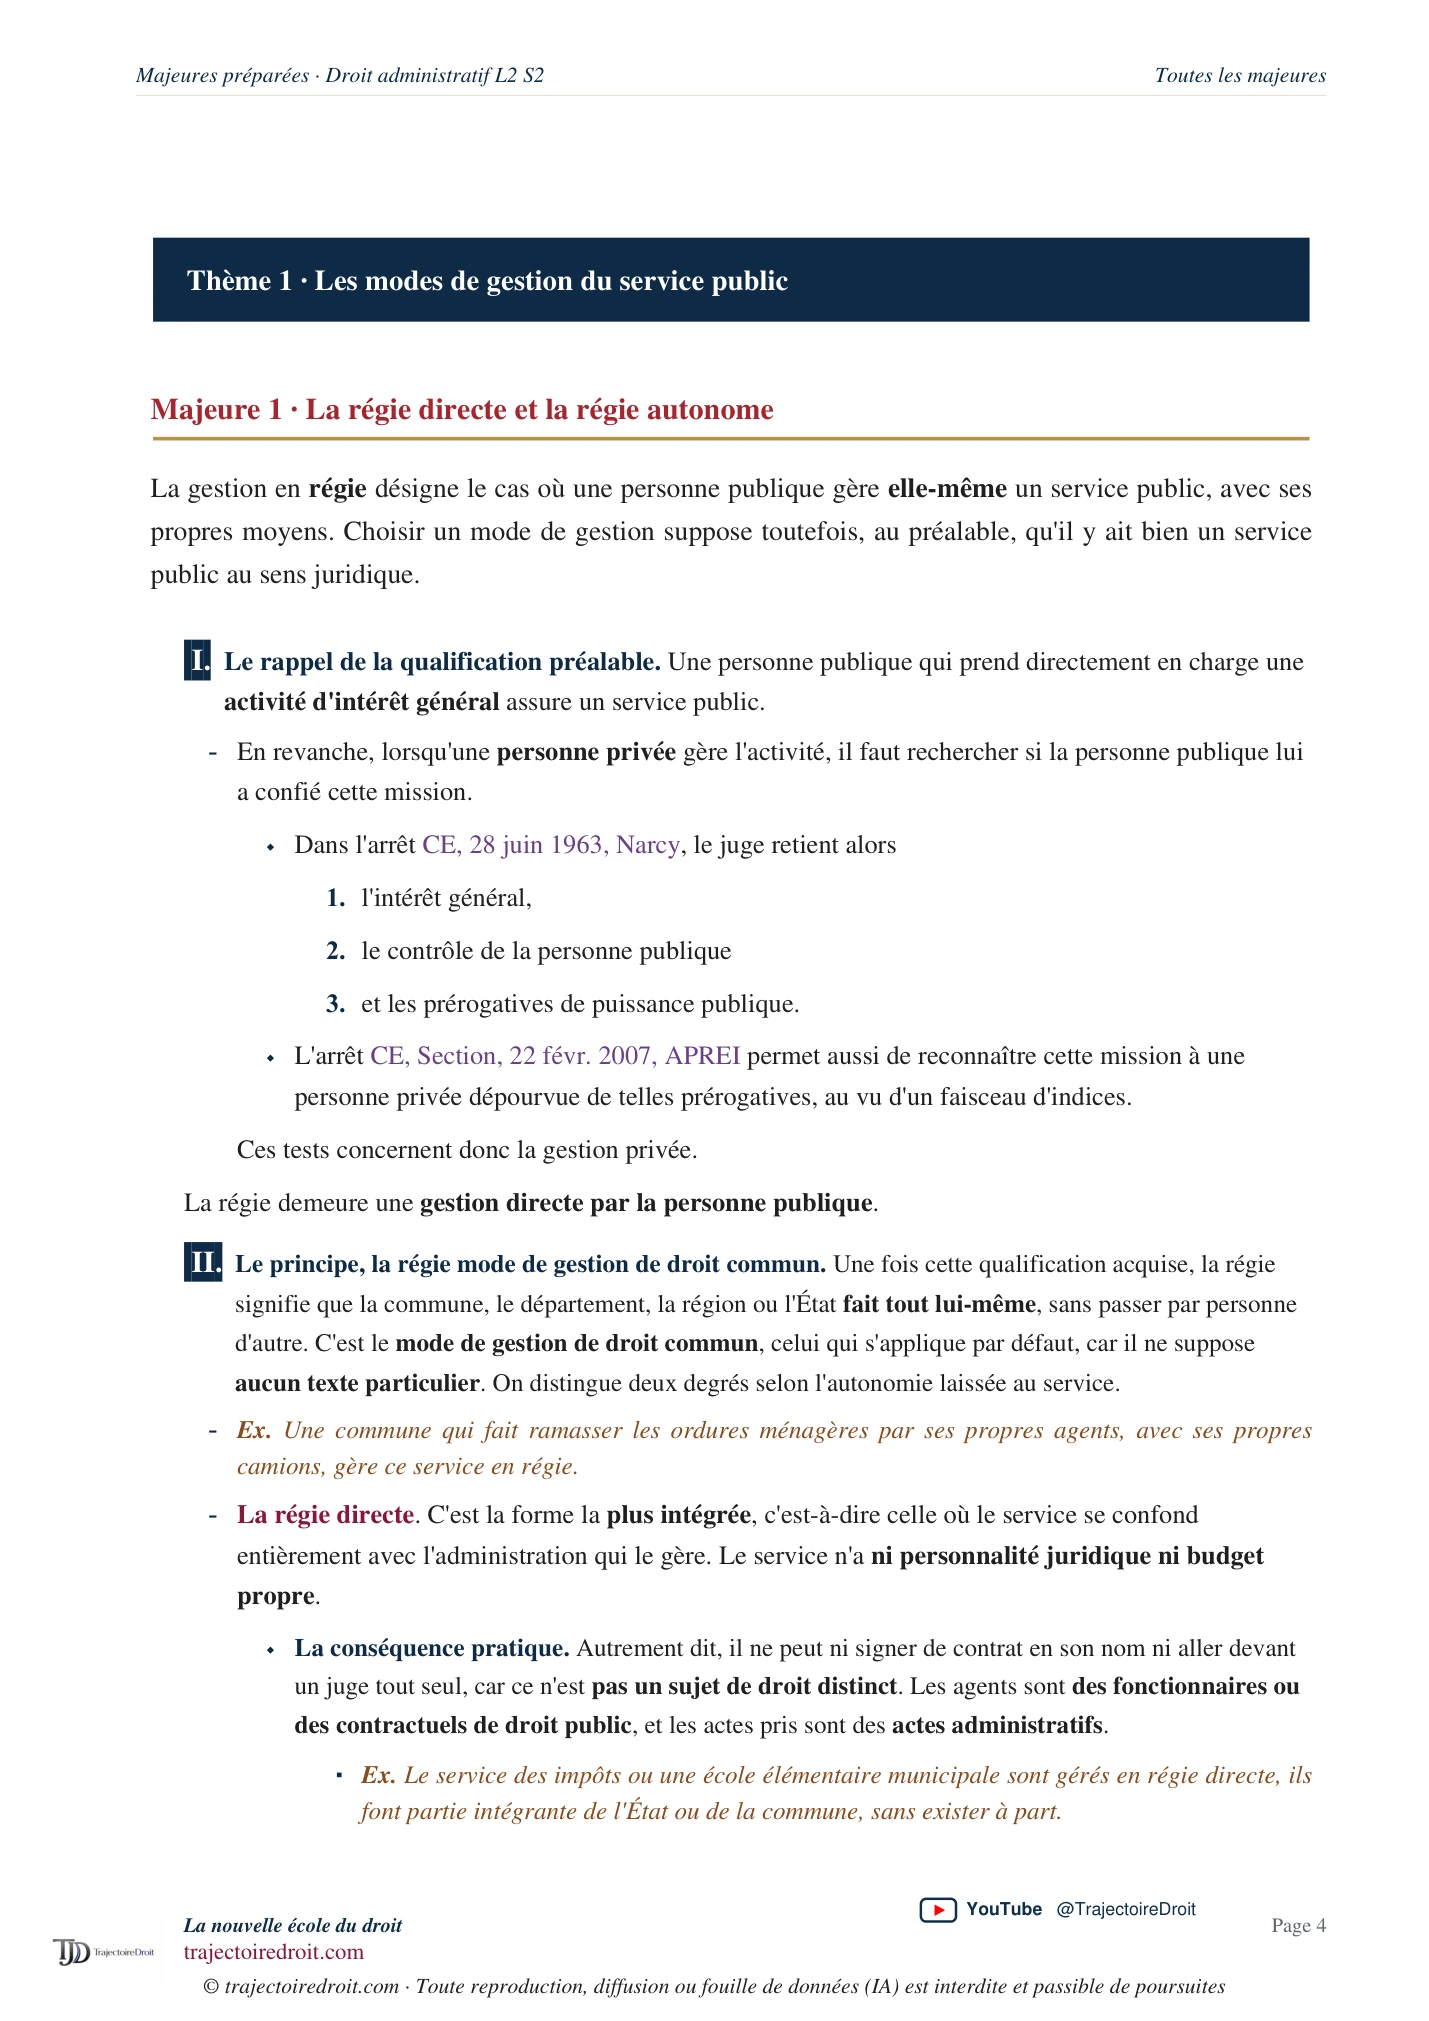 Majeures préparées · Droit administratif L2 S2
Toutes les majeures
Thème 1 · Les modes de gestion du service public
Majeure 1 · La régie directe et la régie autonome
La gestion en régie désigne le cas où une personne publique gère elle-même un service public, avec ses
propres moyens. Choisir un mode de gestion suppose toutefois, au préalable, qu'il y ait bien un service
public au sens juridique.
I. Le rappel de la qualification préalable. Une personne publique qui prend directement en charge une
activité d'intérêt général assure un service public.
- En revanche, lorsqu'une personne privée gère l'activité, il faut rechercher si la personne publique lui
a confié cette mission.
⬩ Dans l'arrêt CE, 28 juin 1963, Narcy, le juge retient alors
1. l'intérêt général,
2. le contrôle de la personne publique
3. et les prérogatives de puissance publique.
⬩ L'arrêt CE, Section, 22 févr. 2007, APREI permet aussi de reconnaître cette mission à une
personne privée dépourvue de telles prérogatives, au vu d'un faisceau d'indices.
Ces tests concernent donc la gestion privée.
La régie demeure une gestion directe par la personne publique.
II. Le principe, la régie mode de gestion de droit commun. Une fois cette qualification acquise, la régie
signifie que la commune, le département, la région ou l'État fait tout lui-même, sans passer par personne
d'autre. C'est le mode de gestion de droit commun, celui qui s'applique par défaut, car il ne suppose
aucun texte particulier. On distingue deux degrés selon l'autonomie laissée au service.
- Ex. Une commune qui fait ramasser les ordures ménagères par ses propres agents, avec ses propres
camions, gère ce service en régie.
- La régie directe. C'est la forme la plus intégrée, c'est-à-dire celle où le service se confond
entièrement avec l'administration qui le gère. Le service n'a ni personnalité juridique ni budget
propre.
⬩ La conséquence pratique. Autrement dit, il ne peut ni signer de contrat en son nom ni aller devant
un juge tout seul, car ce n'est pas un sujet de droit distinct. Les agents sont des fonctionnaires ou
des contractuels de droit public, et les actes pris sont des actes administratifs.
▪ Ex. Le service des impôts ou une école élémentaire municipale sont gérés en régie directe, ils
font partie intégrante de l'État ou de la commune, sans exister à part.
YouTube @TrajectoireDroit
La nouvelle école du droit
Page 4
TJD TrajectoireDroit
trajectoiredroit.com
© trajectoiredroit.com · Toute reproduction, diffusion ou fouille de données (IA) est interdite et passible de poursuites